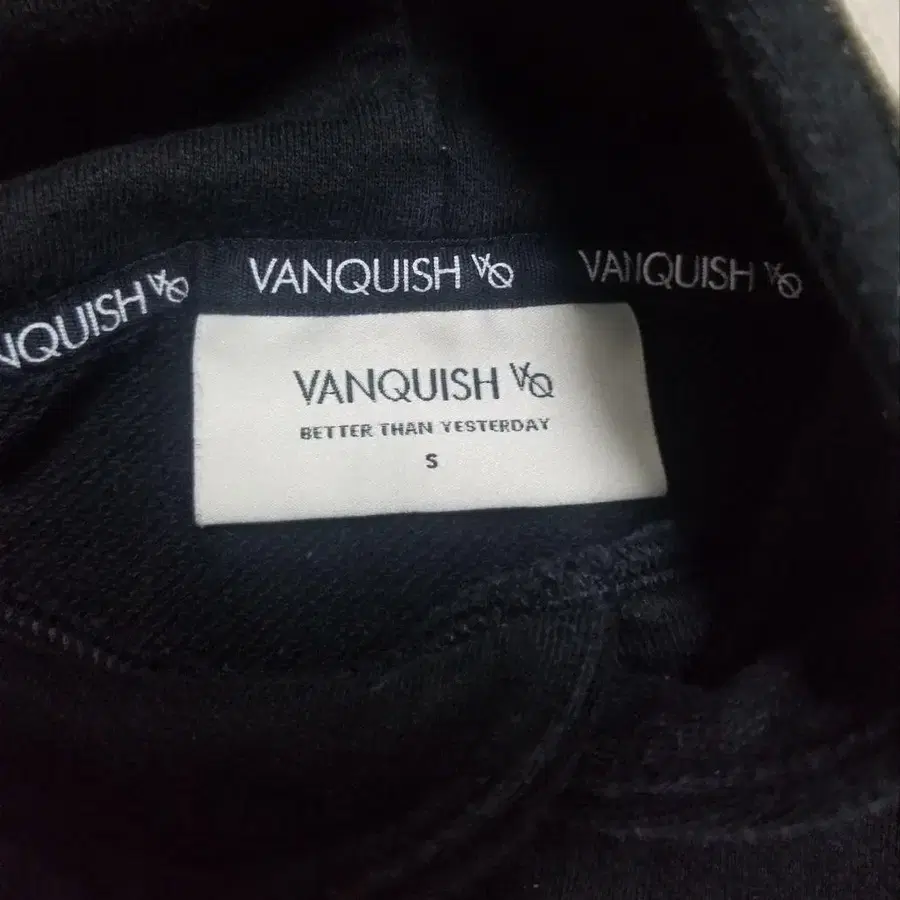 VANQUISH VQ
VANQUISH VQ
NQUISH VQ
VANQUISH VQ
BETTER THAN YESTERDAY
S